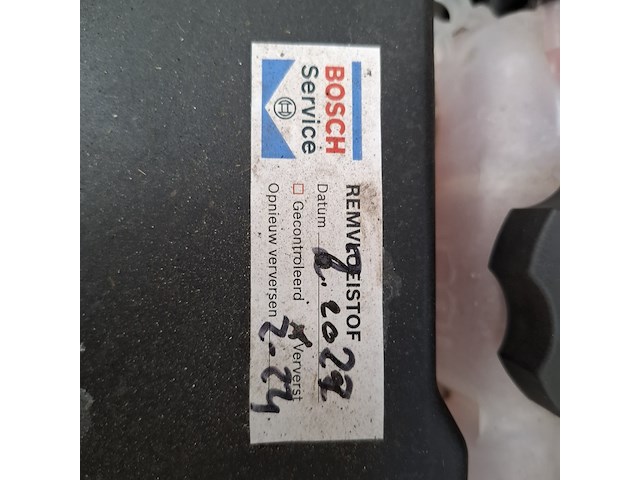 BOSCH
Service
REMVLOEISTOF
Datum
Gecontroleerd
Ververst
Opnieuw verversen